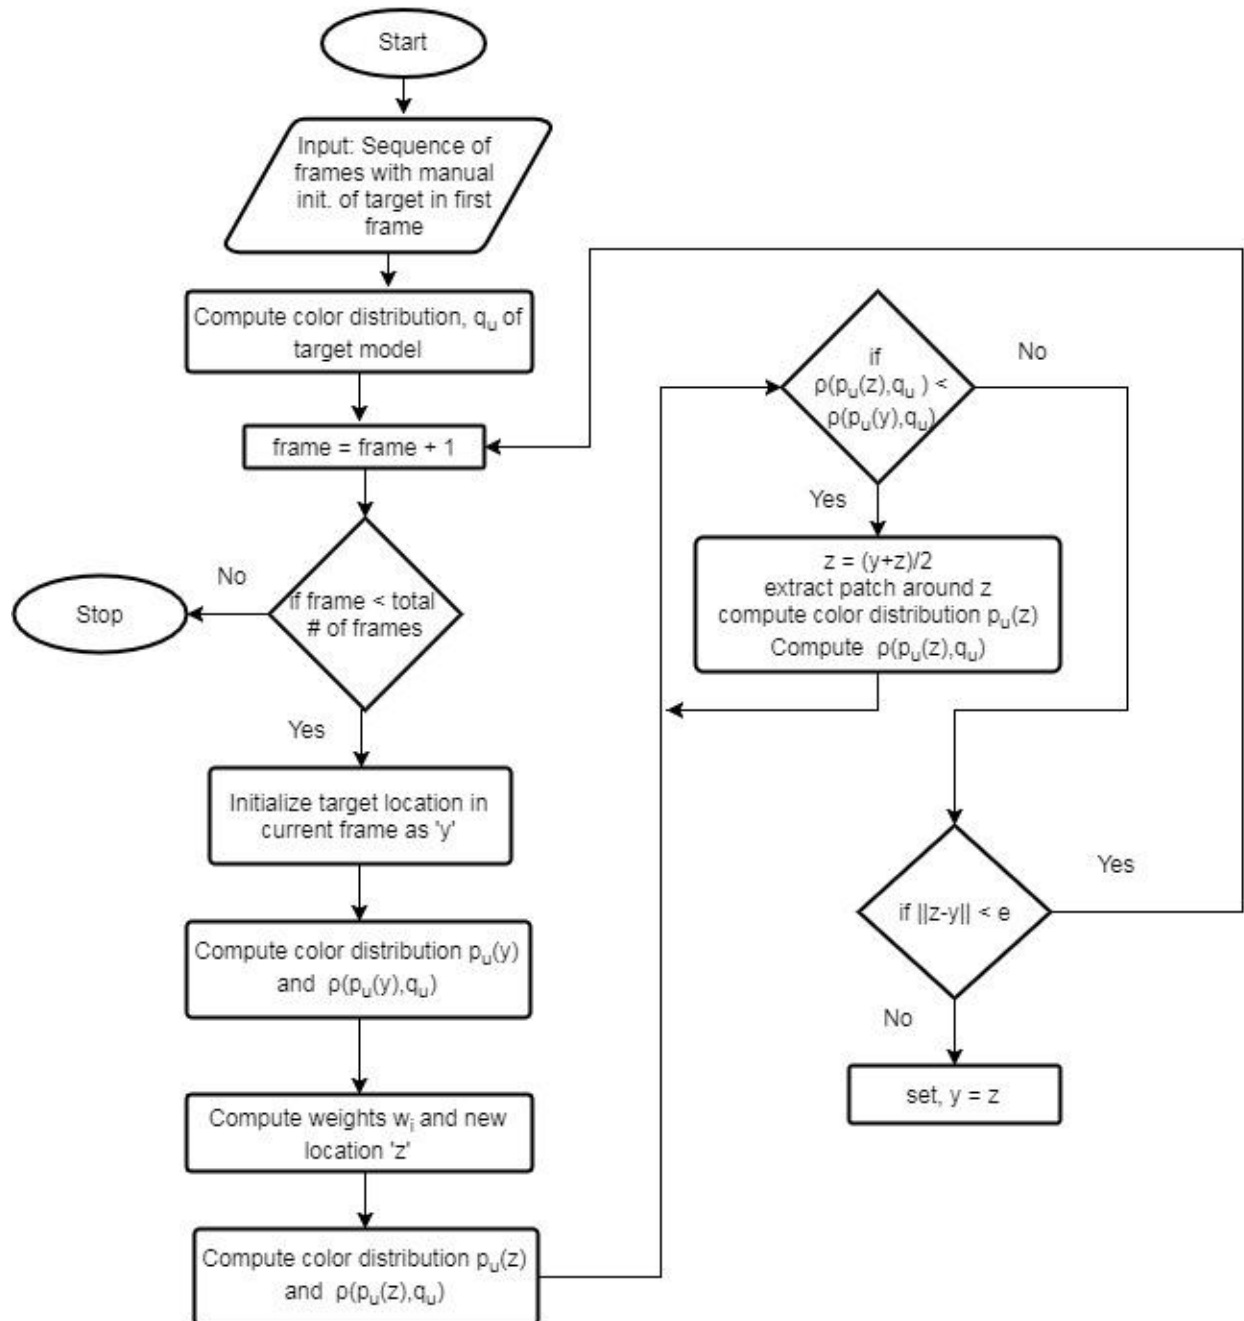 Start
Input: Sequence of
frames with manual
init. of target in first
frame
Compute color distribution, qᵤ of
target model
frame = frame + 1
if frame < total
# of frames
No
Stop
Yes
Initialize target location in
current frame as 'y'
Compute color distribution pᵤ(y)
and ρ(pᵤ(y),qᵤ)
Compute weights wᵢ and new
location 'z'
Compute color distribution pᵤ(z)
and ρ(pᵤ(z),qᵤ)
if
ρ(pᵤ(z),qᵤ ) <
ρ(pᵤ(y),qᵤ)
No
Yes
z = (y+z)/2
extract patch around z
compute color distribution pᵤ(z)
Compute ρ(pᵤ(z),qᵤ)
if ||z-y|| < e
Yes
No
set, y = z